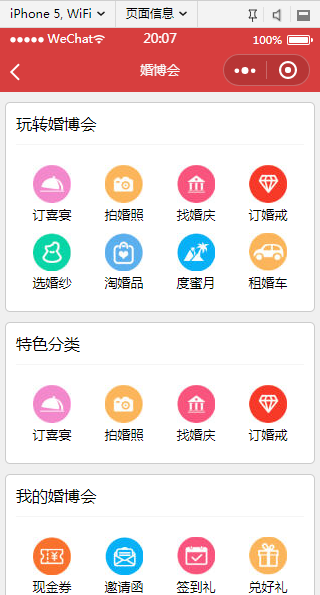 iPhone 5, WiFi 页面信息
WeChat 20:07 100%
婚博会
玩转婚博会
订喜宴 拍婚照 找婚庆 订婚戒
选婚纱 淘婚品 度蜜月 租婚车
特色分类
订喜宴 拍婚照 找婚庆 订婚戒
我的婚博会
现金券 邀请函 签到礼 兑好礼